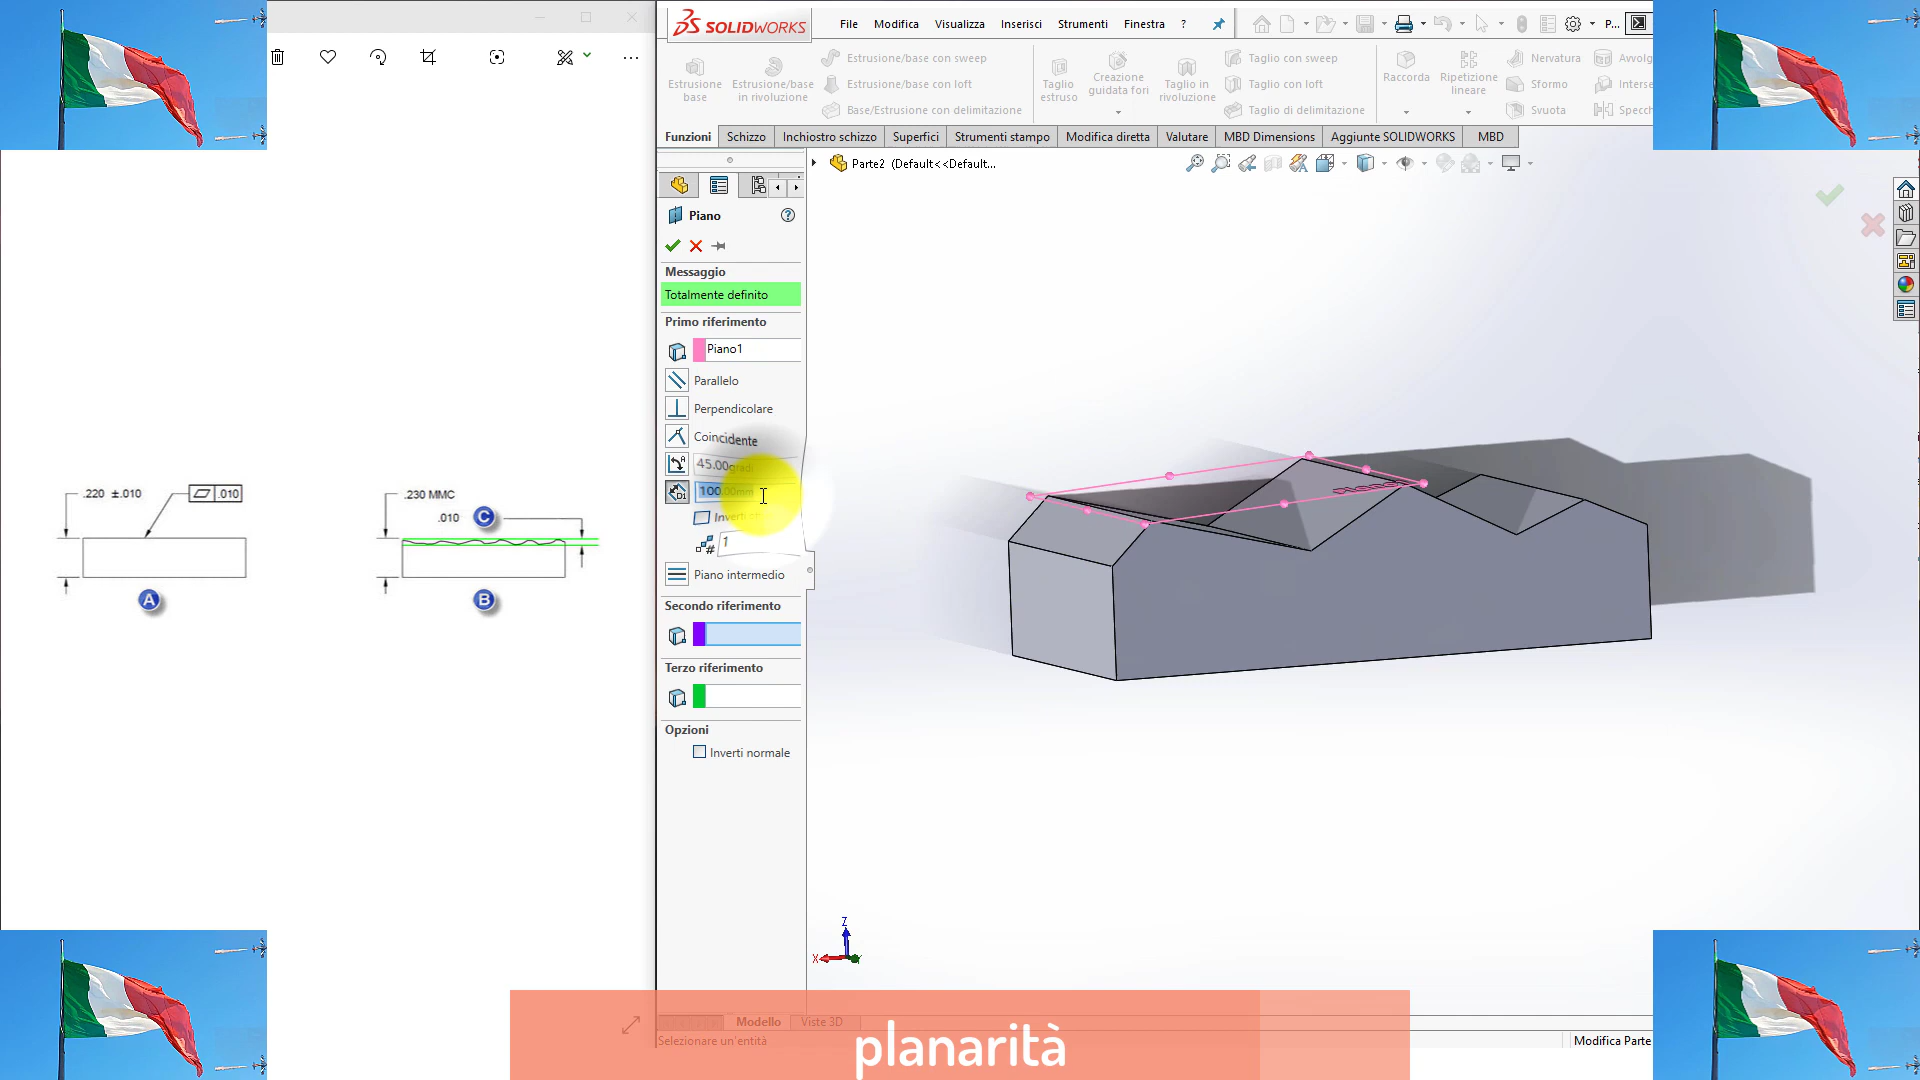 SOLIDWORKS
File Modifica Visualizza Inserisci Strumenti Finestra ? P...
Estrusione base
Estrusione/base in rivoluzione
Estrusione/base con sweep
Estrusione/base con loft
Base/Estrusione con delimitazione
Taglio estruso
Creazione guidata fori
Taglio in rivoluzione
Taglio con sweep
Taglio con loft
Taglio di delimitazione
Raccorda
Ripetizione lineare
Nervatura
Sformo
Svuota
Avvolg
Interse
Specch
Funzioni Schizzo Inchiostro schizzo Superfici Strumenti stampo Modifica diretta Valutare MBD Dimensions Aggiunte SOLIDWORKS MBD
Parte2 (Default<<Default...
Piano
Messaggio
Totalmente definito
Primo riferimento
Piano1
Parallelo
Perpendicolare
Coincidente
45.00gradi
100.00mm
1
Piano intermedio
Secondo riferimento
Terzo riferimento
Opzioni
Inverti normale
.220 ±.010
.010
A
.230 MMC
.010
C
B
Z
X
Modello Viste 3D
Selezionare un'entità
Modifica Parte
planarità